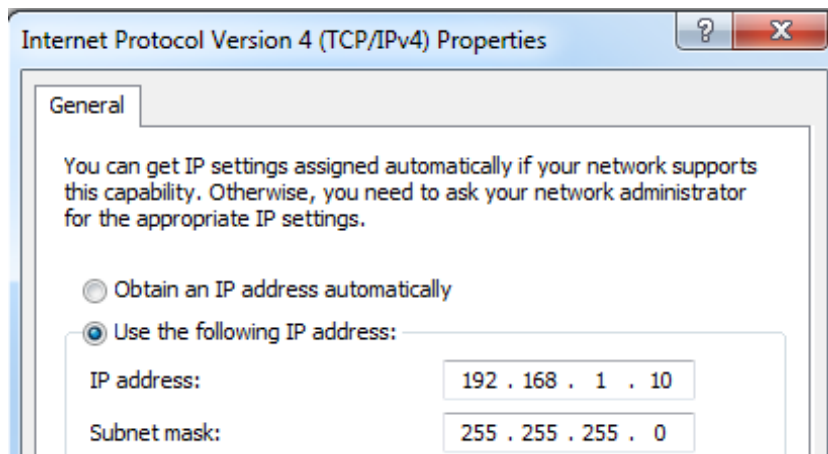 Internet Protocol Version 4 (TCP/IPv4) Properties
General
You can get IP settings assigned automatically if your network supports
this capability. Otherwise, you need to ask your network administrator
for the appropriate IP settings.
Obtain an IP address automatically
Use the following IP address:
IP address: 192 . 168 . 1 . 10
Subnet mask: 255 . 255 . 255 . 0